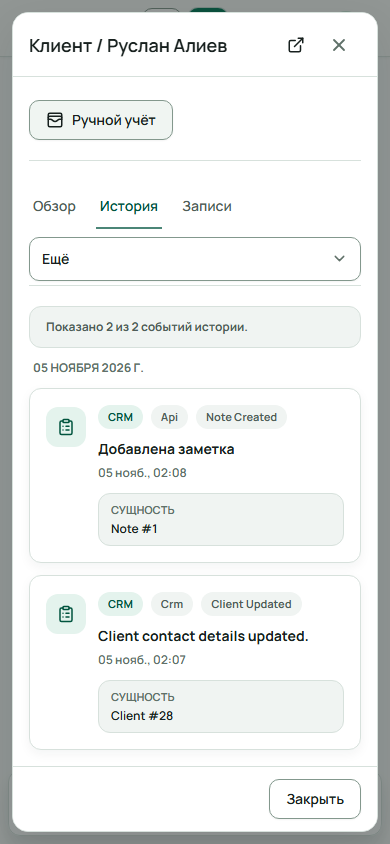 Клиент / Руслан Алиев
Ручной учёт
Обзор История Записи
Ещё
Показано 2 из 2 событий истории.
05 НОЯБРЯ 2026 Г.
CRM Api Note Created
Добавлена заметка
05 нояб., 02:08
СУЩНОСТЬ
Note #1
CRM Crm Client Updated
Client contact details updated.
05 нояб., 02:07
СУЩНОСТЬ
Client #28
Закрыть